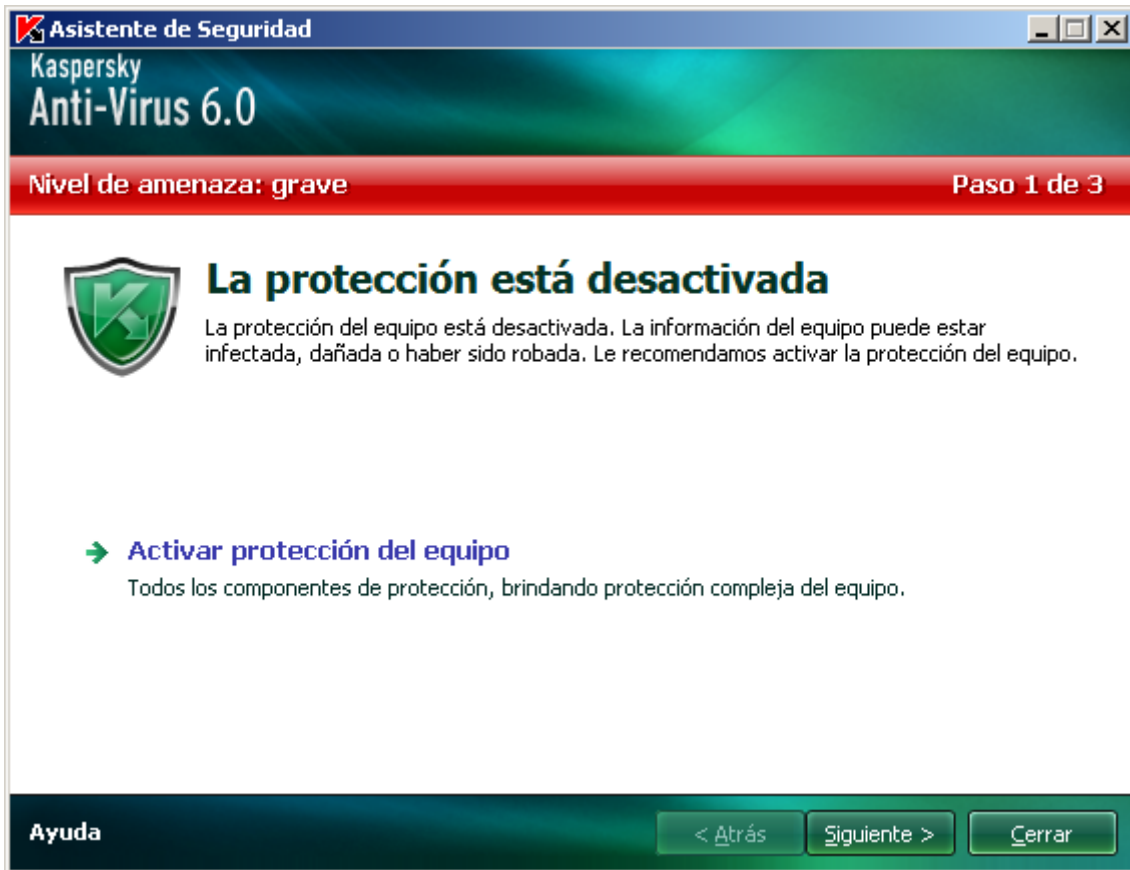 Asistente de Seguridad
Kaspersky
Anti-Virus 6.0
Nivel de amenaza: grave Paso 1 de 3
La protección está desactivada
La protección del equipo está desactivada. La información del equipo puede estar
infectada, dañada o haber sido robada. Le recomendamos activar la protección del equipo.
Activar protección del equipo
Todos los componentes de protección, brindando protección compleja del equipo.
Ayuda < Atrás Siguiente > Cerrar